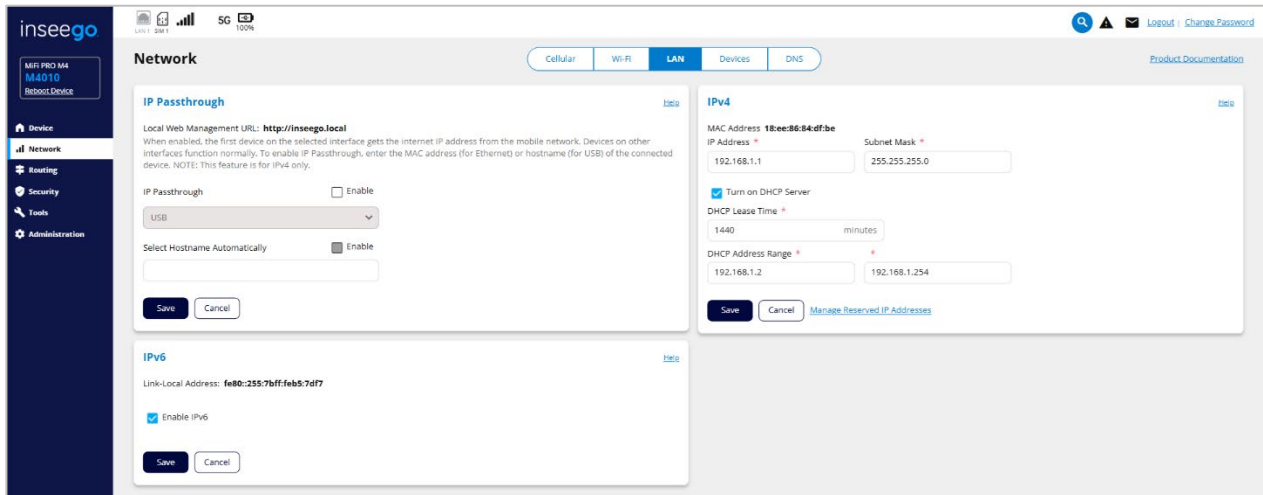 inseego
LAN 1 SIM 1
5G 100%
Logout | Change Password
MiFi PRO M4
M4010
Reboot Device
Device
Network
Routing
Security
Tools
Administration
Network
Cellular Wi-Fi LAN Devices DNS
Product Documentation
IP Passthrough Help
Local Web Management URL: http://inseego.local
When enabled, the first device on the selected interface gets the internet IP address from the mobile network. Devices on other
interfaces function normally. To enable IP Passthrough, enter the MAC address (for Ethernet) or hostname (for USB) of the connected
device. NOTE: This feature is for IPv4 only.
IP Passthrough Enable
USB
Select Hostname Automatically Enable
Save Cancel
IPv4 Help
MAC Address 18:ee:86:84:df:be
IP Address * Subnet Mask *
192.168.1.1 255.255.255.0
Turn on DHCP Server
DHCP Lease Time *
1440 minutes
DHCP Address Range * *
192.168.1.2 192.168.1.254
Save Cancel Manage Reserved IP Addresses
IPv6 Help
Link-Local Address: fe80::255:7bff:feb5:7df7
Enable IPv6
Save Cancel